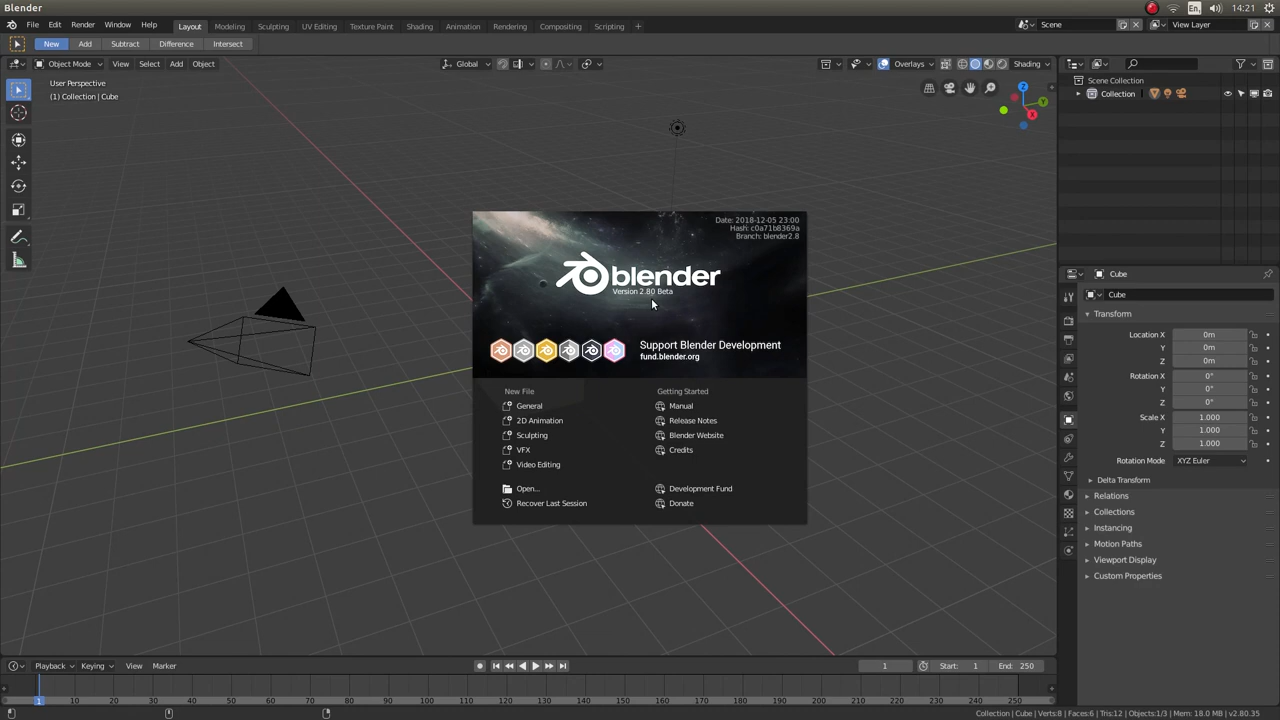 Blender
En
14:21
File Edit Render Window Help
Layout Modeling Sculpting UV Editing Texture Paint Shading Animation Rendering Compositing Scripting +
Scene
View Layer
New Add Subtract Difference Intersect
Object Mode View Select Add Object
Global
Overlays
Shading
User Perspective
(1) Collection | Cube
Z
Y
X
Scene Collection
Collection
Date: 2018-12-05 23:00
Hash: c0a71b8369a
Branch: blender2.8
blender
Version 2.80 Beta
Support Blender Development
fund.blender.org
New File
General
2D Animation
Sculpting
VFX
Video Editing
Open...
Recover Last Session
Getting Started
Manual
Release Notes
Blender Website
Credits
Development Fund
Donate
Cube
Cube
Transform
Location X 0m
Y 0m
Z 0m
Rotation X 0°
Y 0°
Z 0°
Scale X 1.000
Y 1.000
Z 1.000
Rotation Mode XYZ Euler
Delta Transform
Relations
Collections
Instancing
Motion Paths
Viewport Display
Custom Properties
Playback Keying View Marker
1
Start: 1
End: 250
1 10 20 30 40 50 60 70 80 90 100 110 120 130 140 150 160 170 180 190 200 210 220 230 240 250
Collection | Cube | Verts:8 | Faces:6 | Tris:12 | Objects:1/3 | Mem: 18.0 MB | v2.80.35